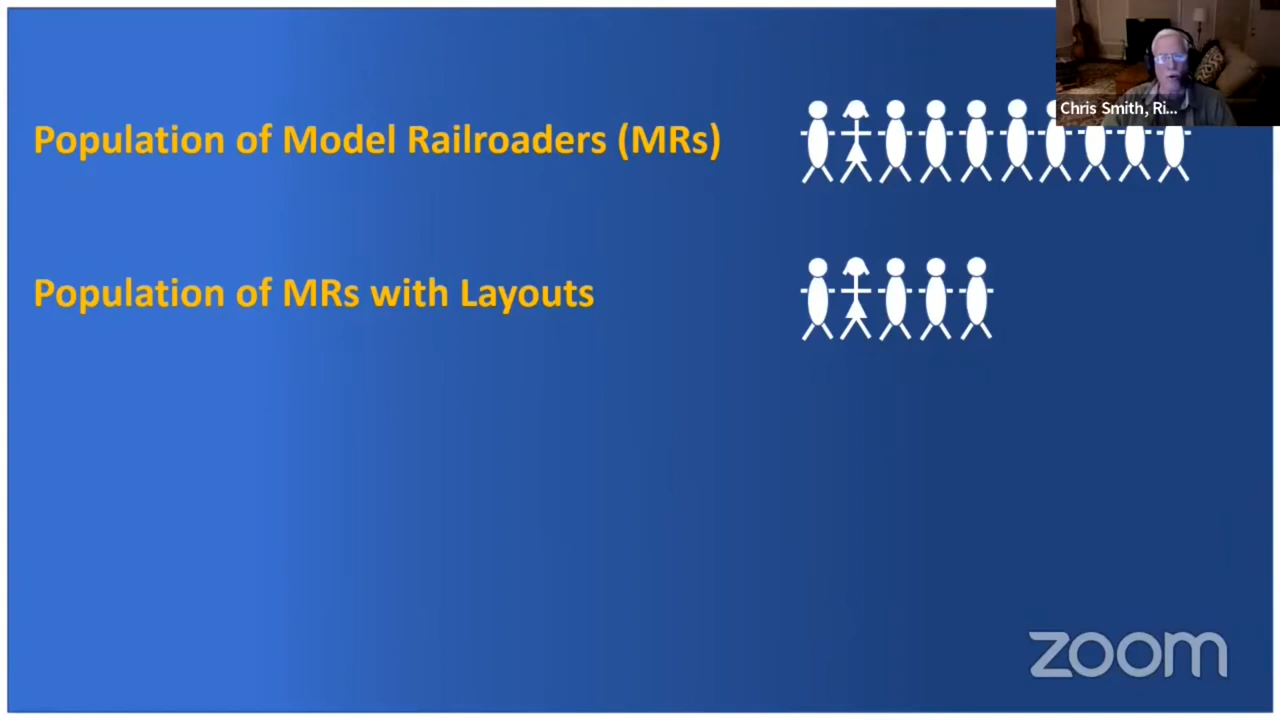 Chris Smith, Ri...
Population of Model Railroaders (MRs)
Population of MRs with Layouts
zoom